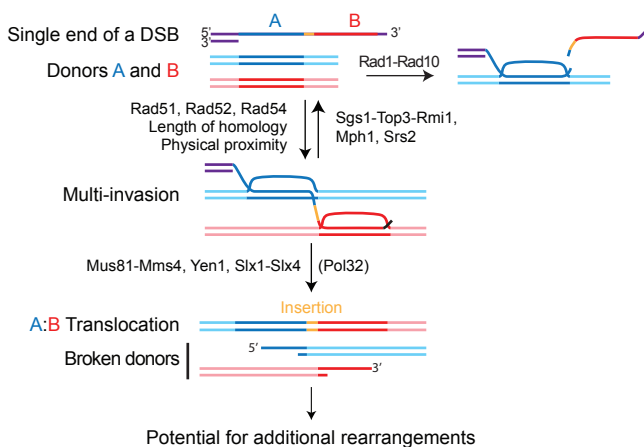 A B
Single end of a DSB 5’ 3’
3’
Donors A and B
Rad1-Rad10
Rad51, Rad52, Rad54
Length of homology
Physical proximity
Sgs1-Top3-Rmi1,
Mph1, Srs2
Multi-invasion
Mus81-Mms4, Yen1, Slx1-Slx4 (Pol32)
Insertion
A:B Translocation
Broken donors
5’
3’
Potential for additional rearrangements